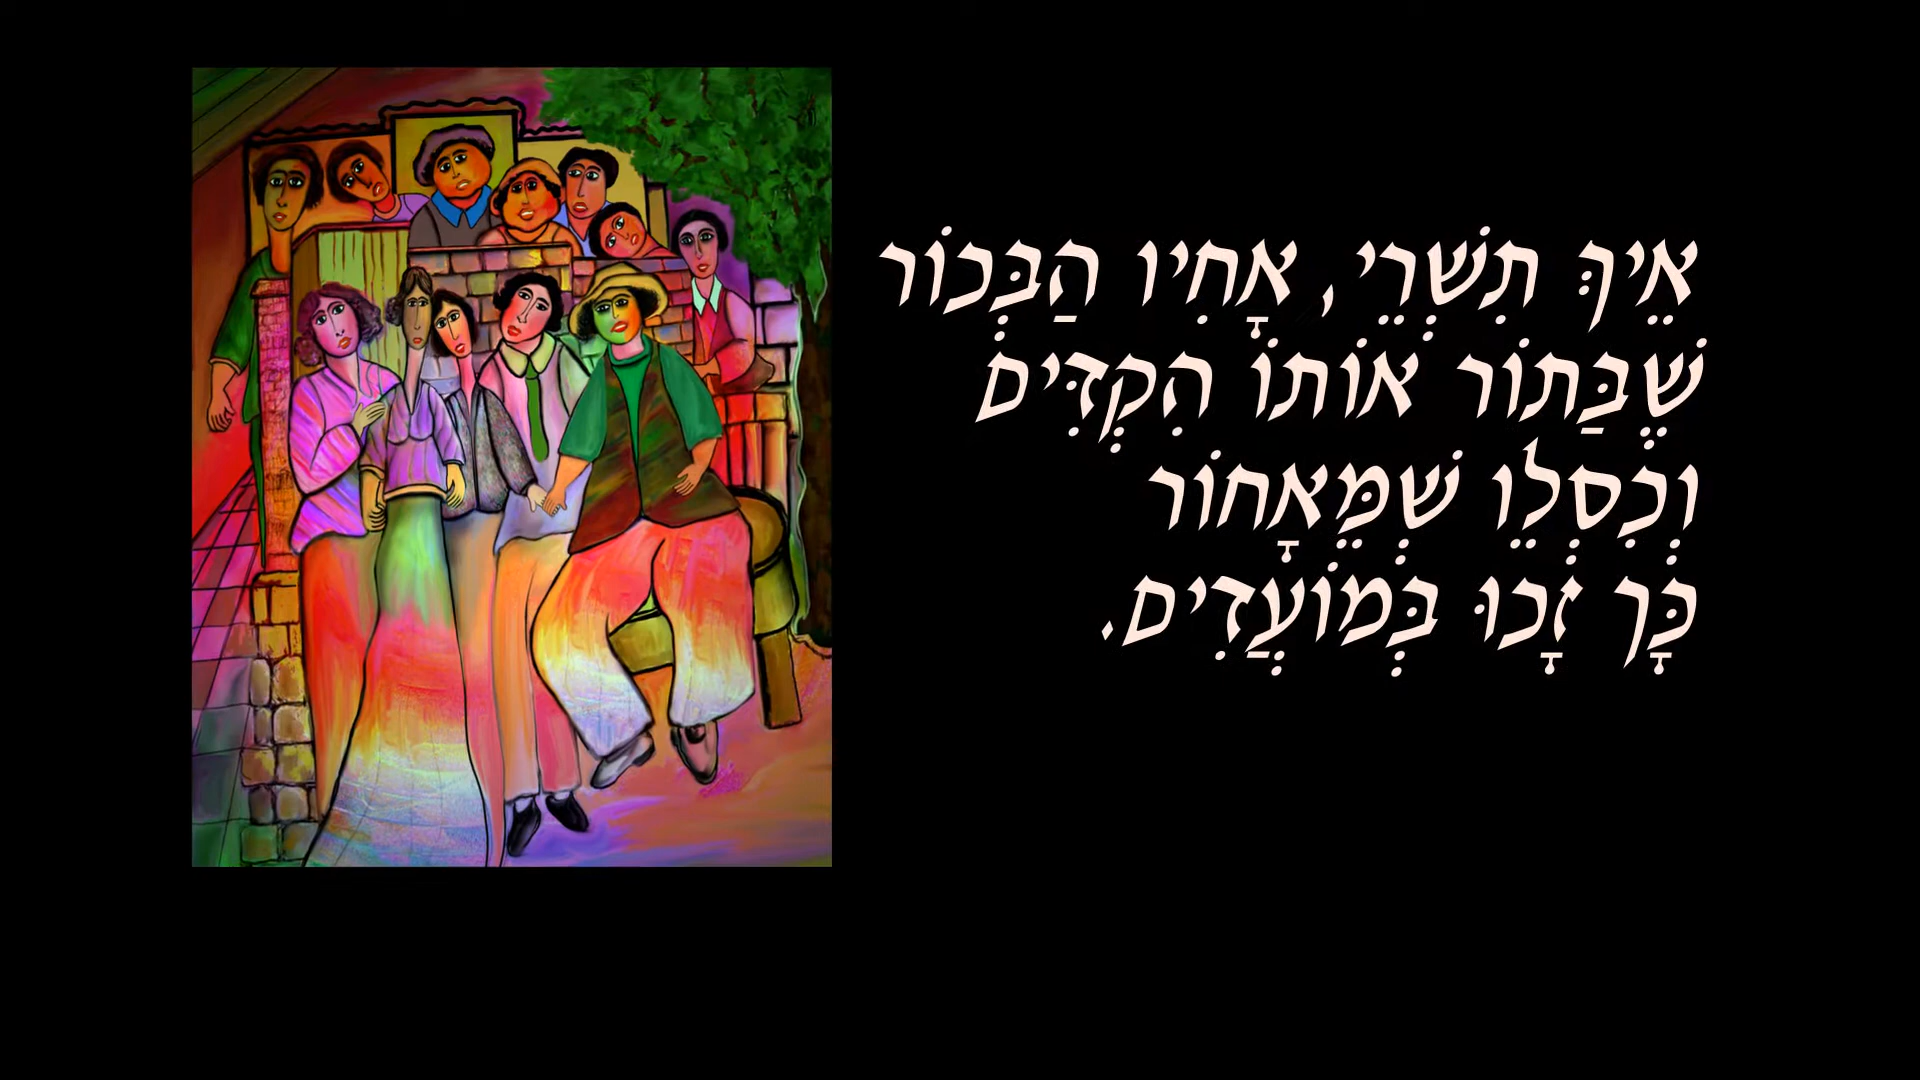 אֵיךְ תִּשְׁרֵי, אָחִיו הַבְּכוֹר
שֶׁבַּתּוֹר אוֹתוֹ הִקְדִּים
וְכִסְלֵו שְׁמֵּאָחוֹר
כָּךְ זָכוּ בְּמוֹעֲדִים.